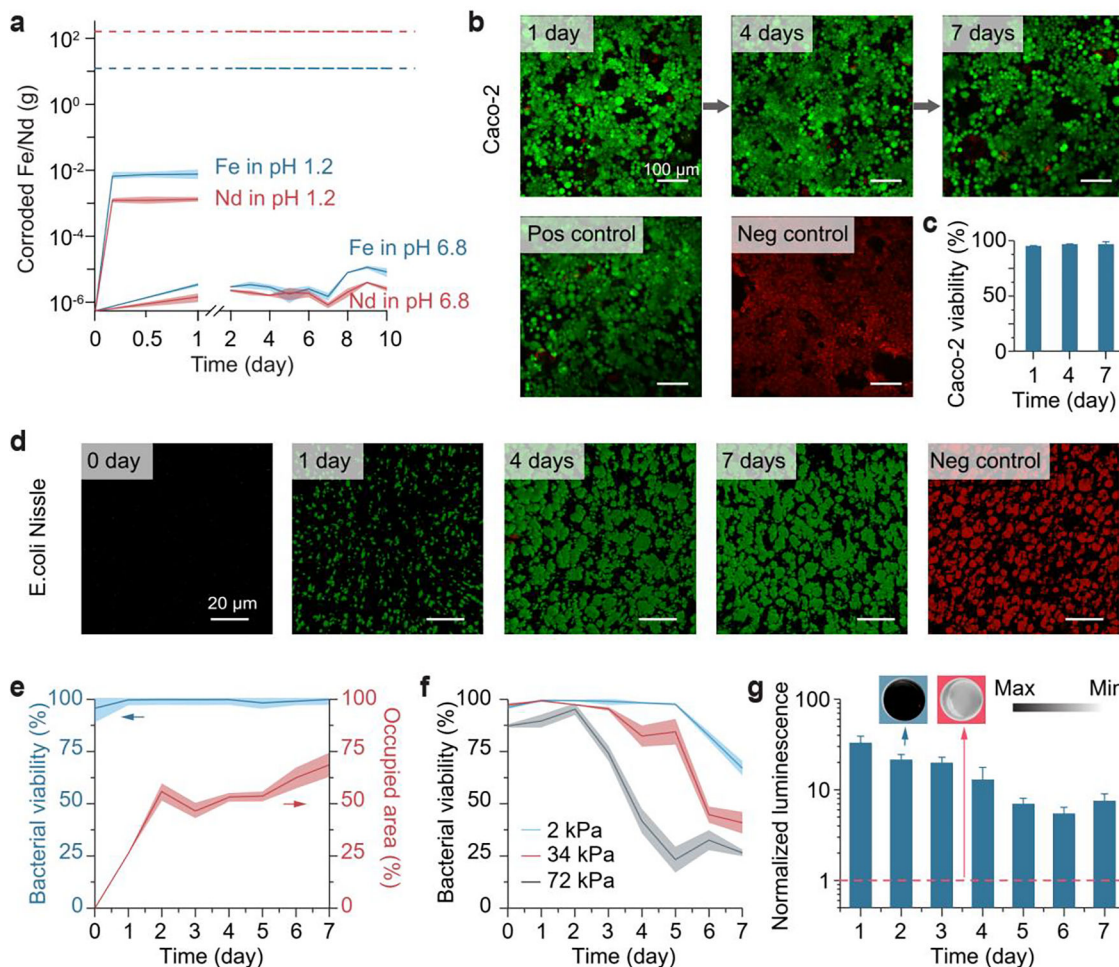 a
Corroded Fe/Nd (g)
10²
10⁰
10⁻²
10⁻⁴
10⁻⁶
Fe in pH 1.2
Nd in pH 1.2
Fe in pH 6.8
Nd in pH 6.8
0 0.5 1 2 4 6 8 10
Time (day)
b
Caco-2
1 day
4 days
7 days
100 µm
Pos control
Neg control
c
Caco-2 viability (%)
100
50
0
1 4 7
Time (day)
d
E.coli Nissle
0 day
1 day
4 days
7 days
Neg control
20 µm
e
Bacterial viability (%)
100
75
50
25
0
Occupied area (%)
100
75
50
25
0
0 1 2 3 4 5 6 7
Time (day)
f
Bacterial viability (%)
100
75
50
25
0
2 kPa
34 kPa
72 kPa
0 1 2 3 4 5 6 7
Time (day)
g
Normalized luminescence
100
10
1
Max Min
1 2 3 4 5 6 7
Time (day)